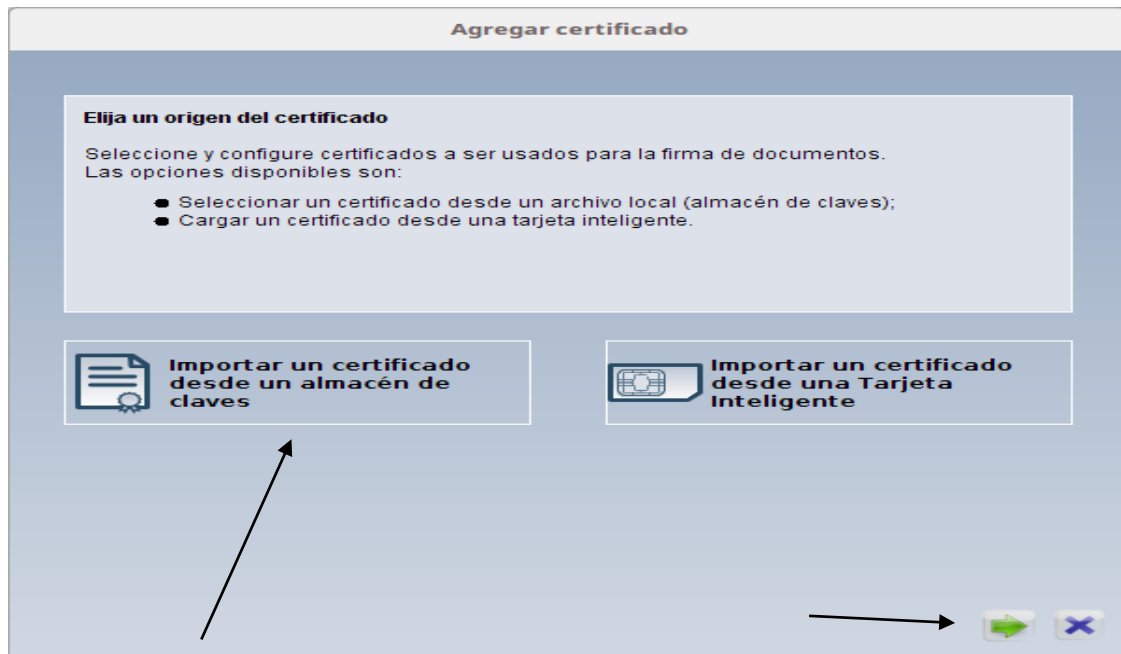 Agregar certificado
Elija un origen del certificado
Seleccione y configure certificados a ser usados para la firma de documentos.
Las opciones disponibles son:
Seleccionar un certificado desde un archivo local (almacén de claves);
Cargar un certificado desde una tarjeta inteligente.
Importar un certificado
desde un almacén de
claves
Importar un certificado
desde una Tarjeta
Inteligente